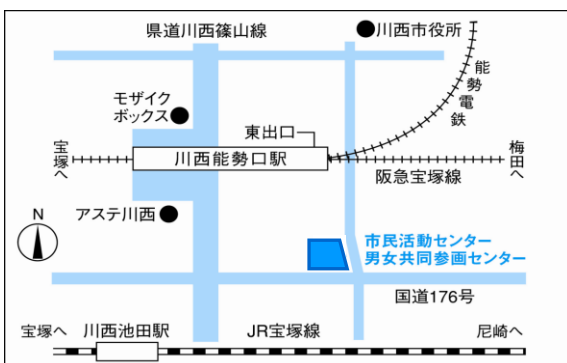 県道川西篠山線
川西市役所
能勢電鉄
モザイク
ボックス
東出口
宝塚へ
川西能勢口駅
梅田へ
阪急宝塚線
アステ川西
N
市民活動センター
男女共同参画センター
国道176号
宝塚へ
川西池田駅
JR宝塚線
尼崎へ